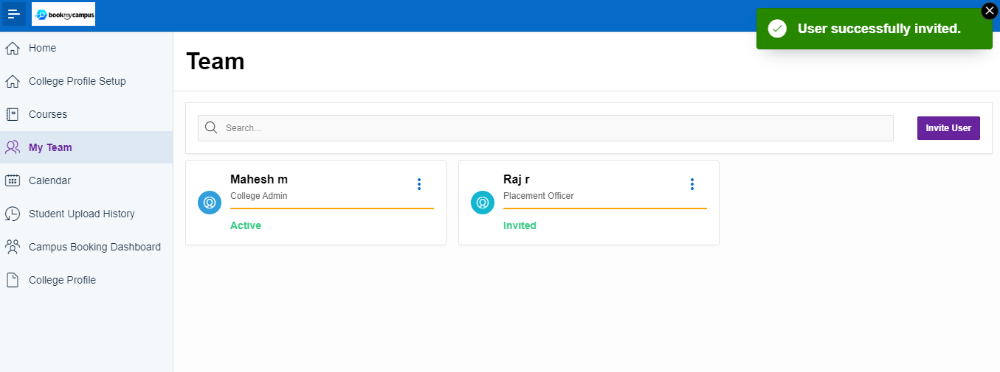 bookmycampus
User successfully invited.
Home
College Profile Setup
Courses
My Team
Calendar
Student Upload History
Campus Booking Dashboard
College Profile
Team
Search...
Invite User
Mahesh m
College Admin
Active
Raj r
Placement Officer
Invited